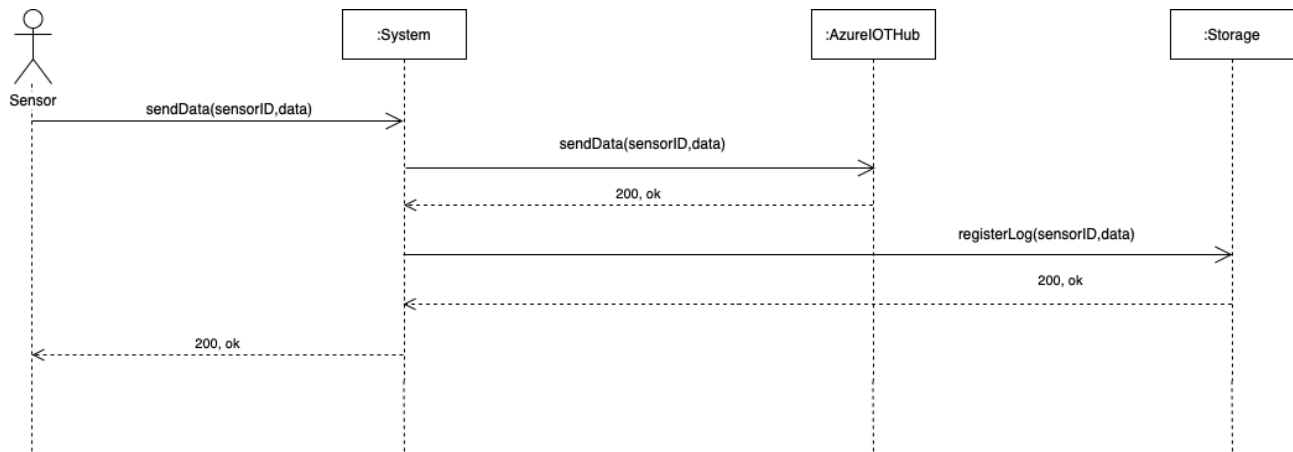 :System
:AzureIOTHub
:Storage
Sensor
sendData(sensorID,data)
sendData(sensorID,data)
200, ok
registerLog(sensorID,data)
200, ok
200, ok